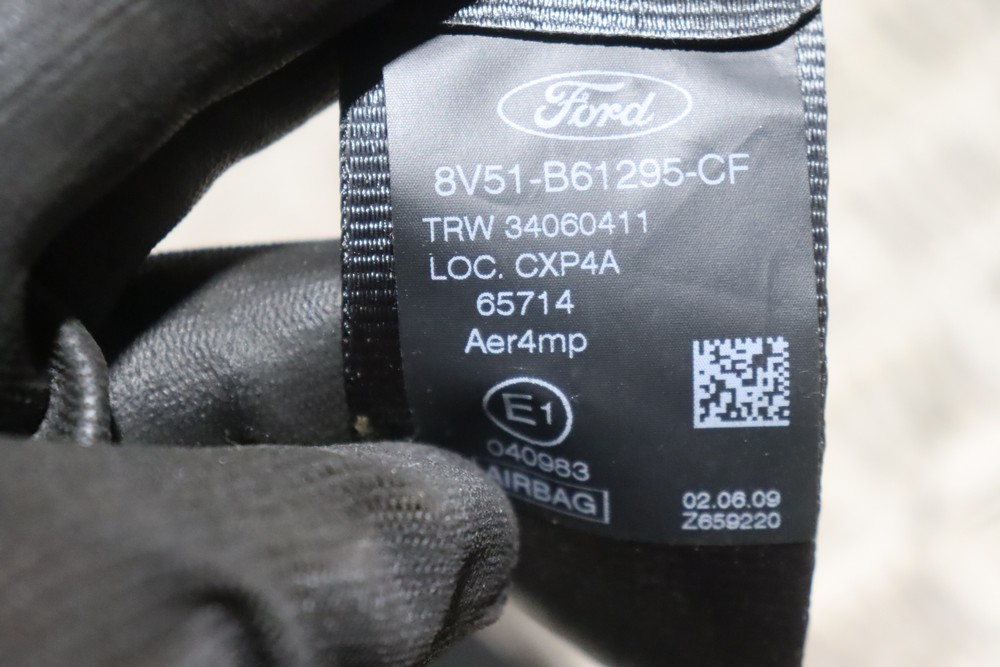 Ford
8V51-B61295-CF
TRW 34060411
LOC. CXP4A
65714
Aer4mp
E1
040983
AIRBAG
02.06.09
Z659220